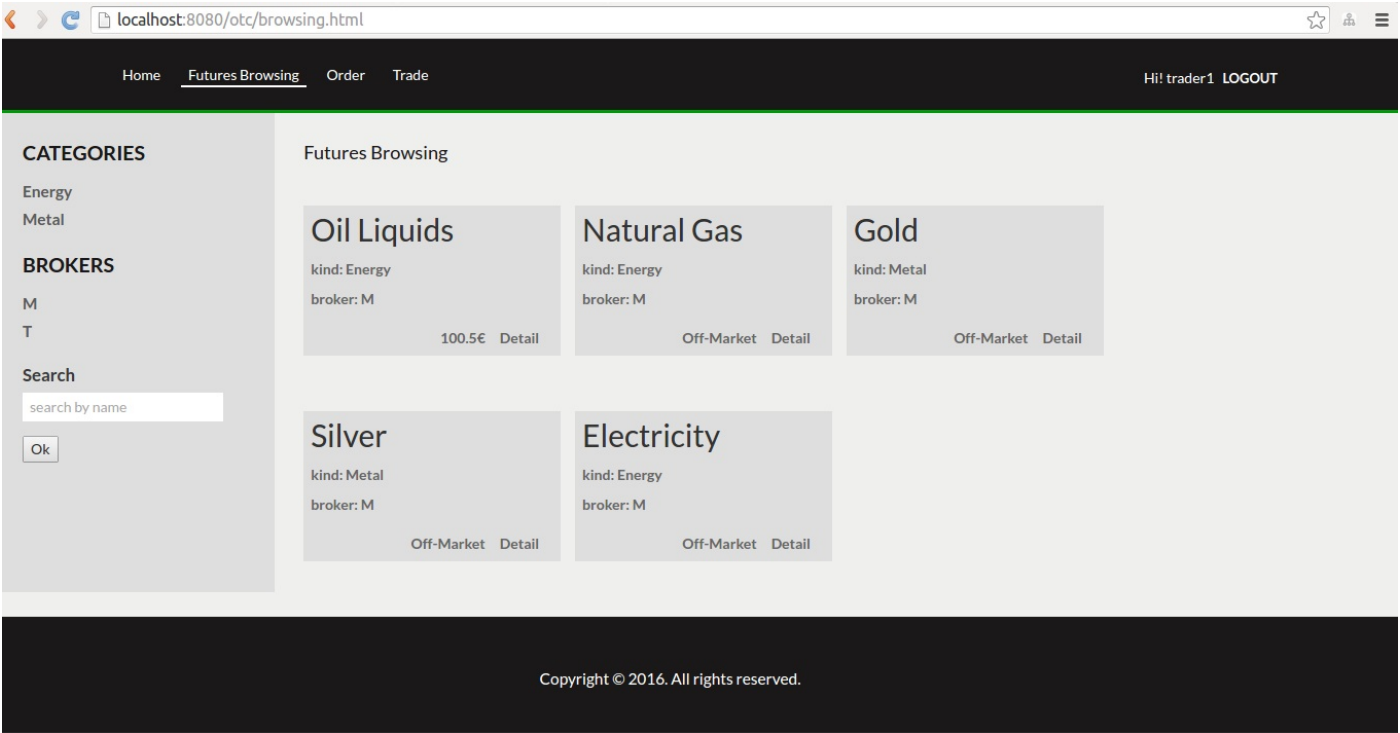 localhost:8080/otc/browsing.html
Home Futures Browsing Order Trade Hi! trader1 LOGOUT
CATEGORIES
Energy
Metal
BROKERS
M
T
Search
search by name
Ok
Futures Browsing
Oil Liquids
kind: Energy
broker: M
100.5€ Detail
Natural Gas
kind: Energy
broker: M
Off-Market Detail
Gold
kind: Metal
broker: M
Off-Market Detail
Silver
kind: Metal
broker: M
Off-Market Detail
Electricity
kind: Energy
broker: M
Off-Market Detail
Copyright © 2016. All rights reserved.